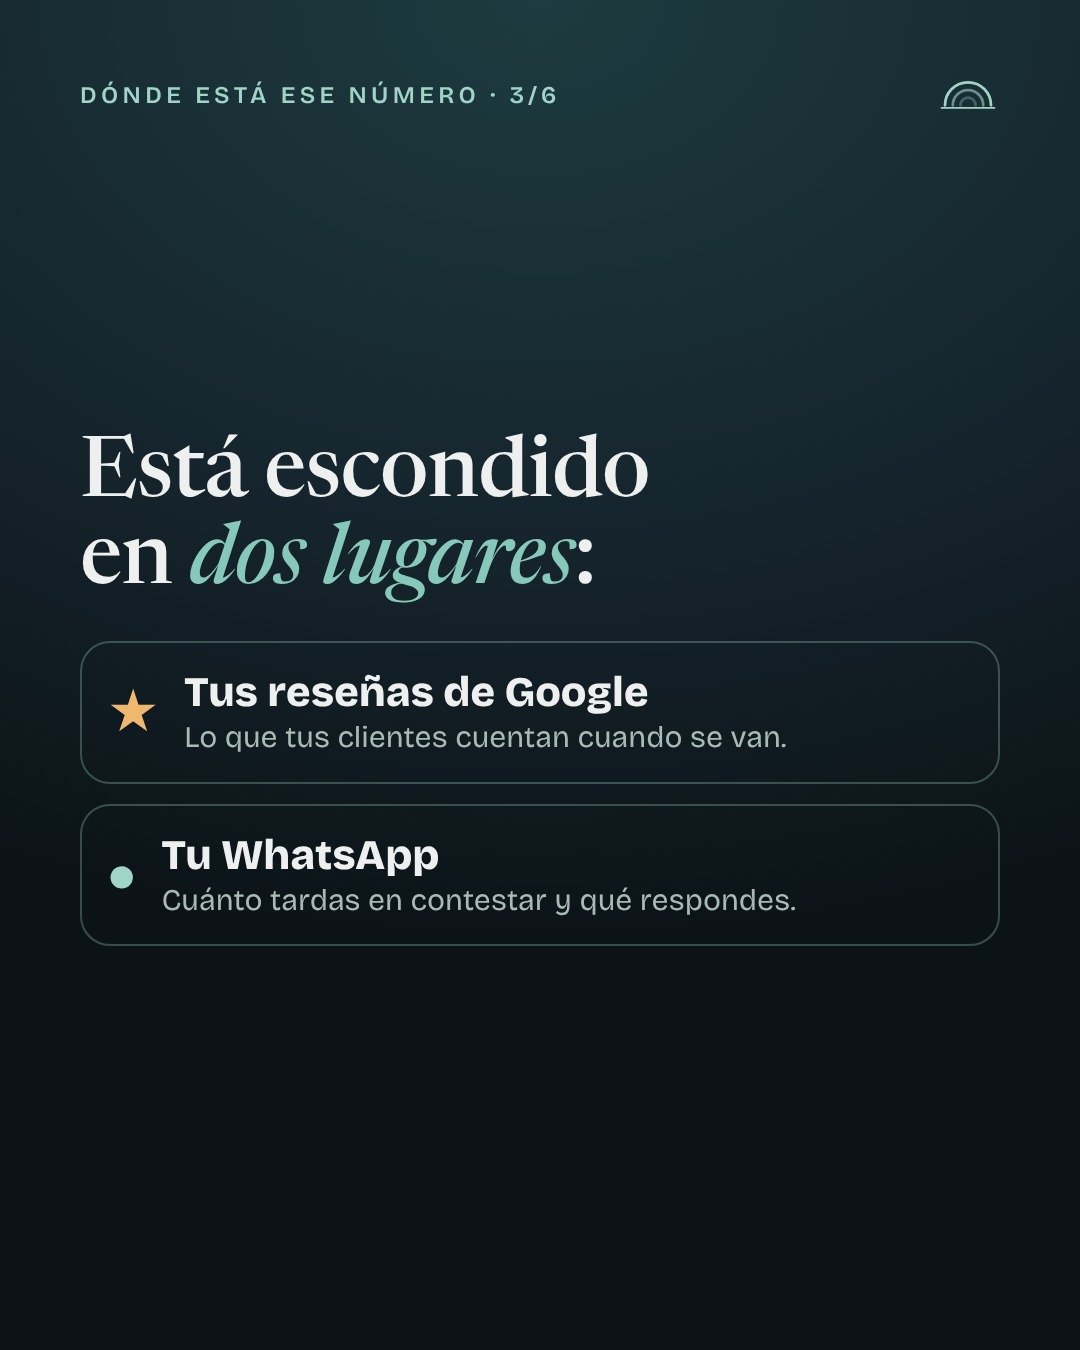 DÓNDE ESTÁ ESE NÚMERO · 3/6
Está escondido
en dos lugares:
Tus reseñas de Google
Lo que tus clientes cuentan cuando se van.
Tu WhatsApp
Cuánto tardas en contestar y qué respondes.